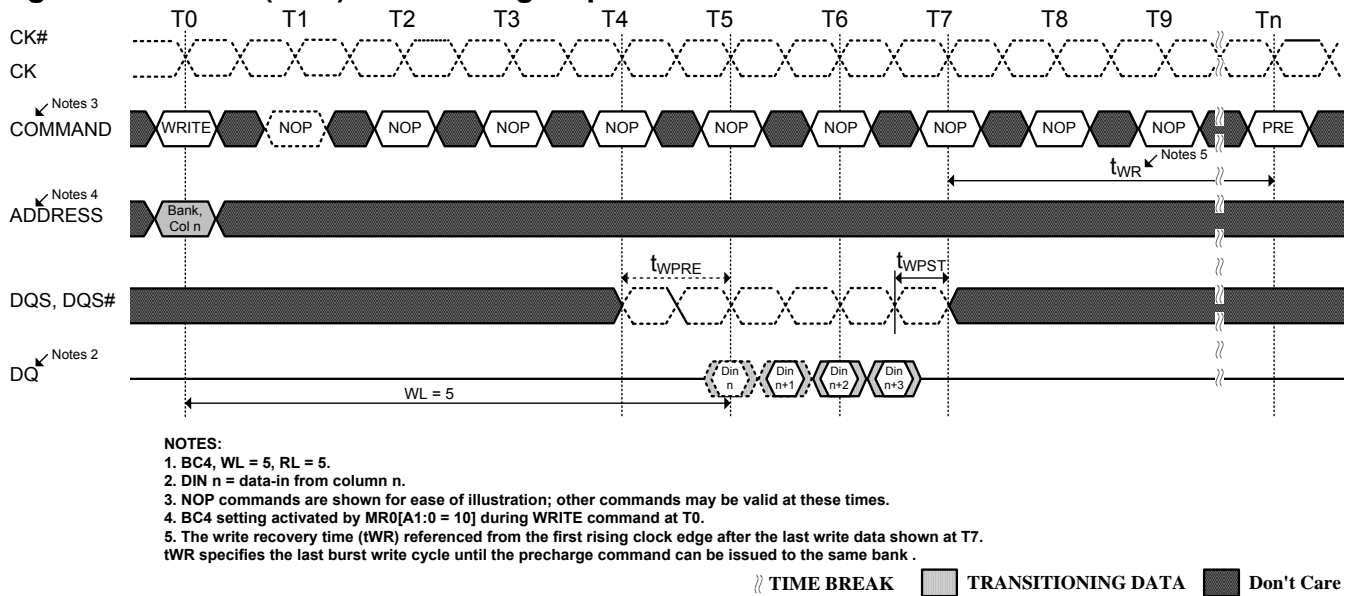 T0 T1 T2 T3 T4 T5 T6 T7 T8 T9 Tn
CK#
CK
Notes 3
COMMAND
WRITE NOP NOP NOP NOP NOP NOP NOP NOP NOP PRE
Notes 5
tWR
Notes 4
ADDRESS
Bank,
Col n
tWPRE
tWPST
DQS, DQS#
Notes 2
DQ
Din
n
Din
n+1
Din
n+2
Din
n+3
WL = 5
NOTES:
1. BC4, WL = 5, RL = 5.
2. DIN n = data-in from column n.
3. NOP commands are shown for ease of illustration; other commands may be valid at these times.
4. BC4 setting activated by MR0[A1:0 = 10] during WRITE command at T0.
5. The write recovery time (tWR) referenced from the first rising clock edge after the last write data shown at T7.
tWR specifies the last burst write cycle until the precharge command can be issued to the same bank .
TIME BREAK TRANSITIONING DATA Don't Care